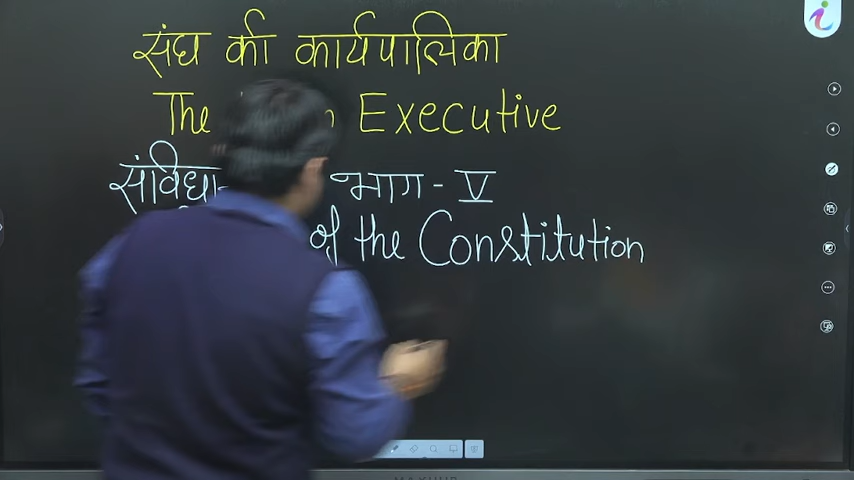 संघ की कार्यपालिका
The Executive
भाग - V
of the Constitution